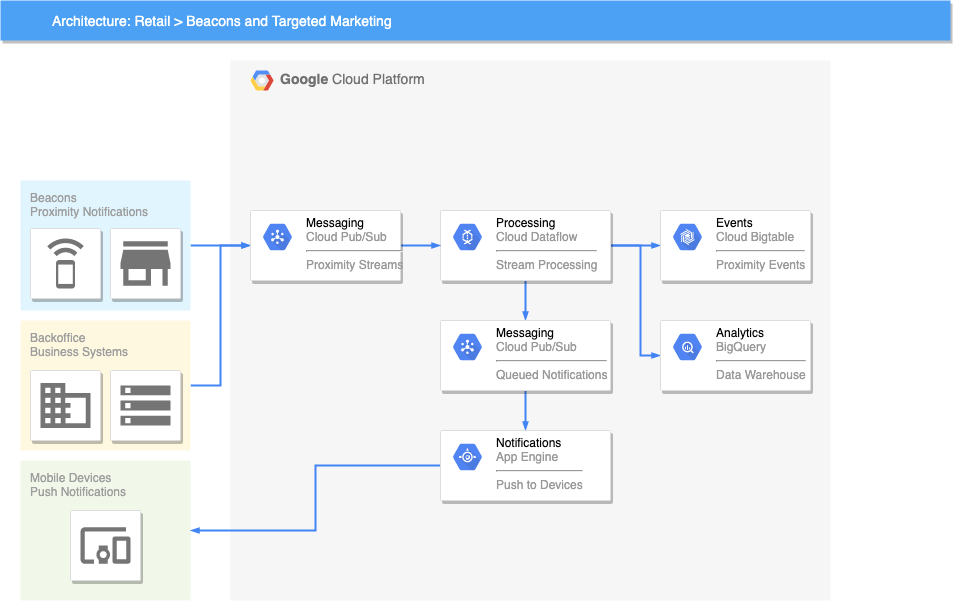 Architecture: Retail > Beacons and Targeted Marketing
Google Cloud Platform
Beacons
Proximity Notifications
Backoffice
Business Systems
Mobile Devices
Push Notifications
Messaging
Cloud Pub/Sub
Proximity Streams
Processing
Cloud Dataflow
Stream Processing
Events
Cloud Bigtable
Proximity Events
Messaging
Cloud Pub/Sub
Queued Notifications
Analytics
BigQuery
Data Warehouse
Notifications
App Engine
Push to Devices